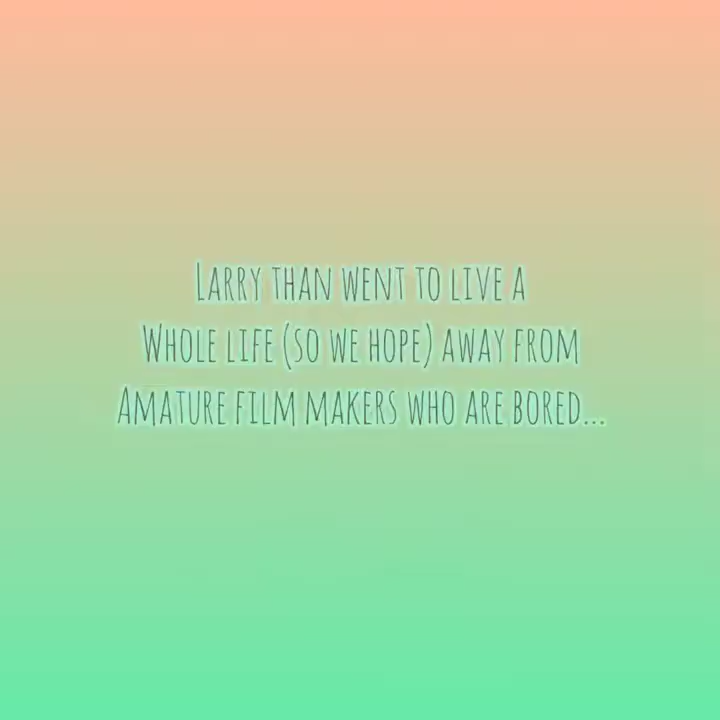 Larry than went to live a
Whole life (so we hope) away from
Amature film makers who are bored...